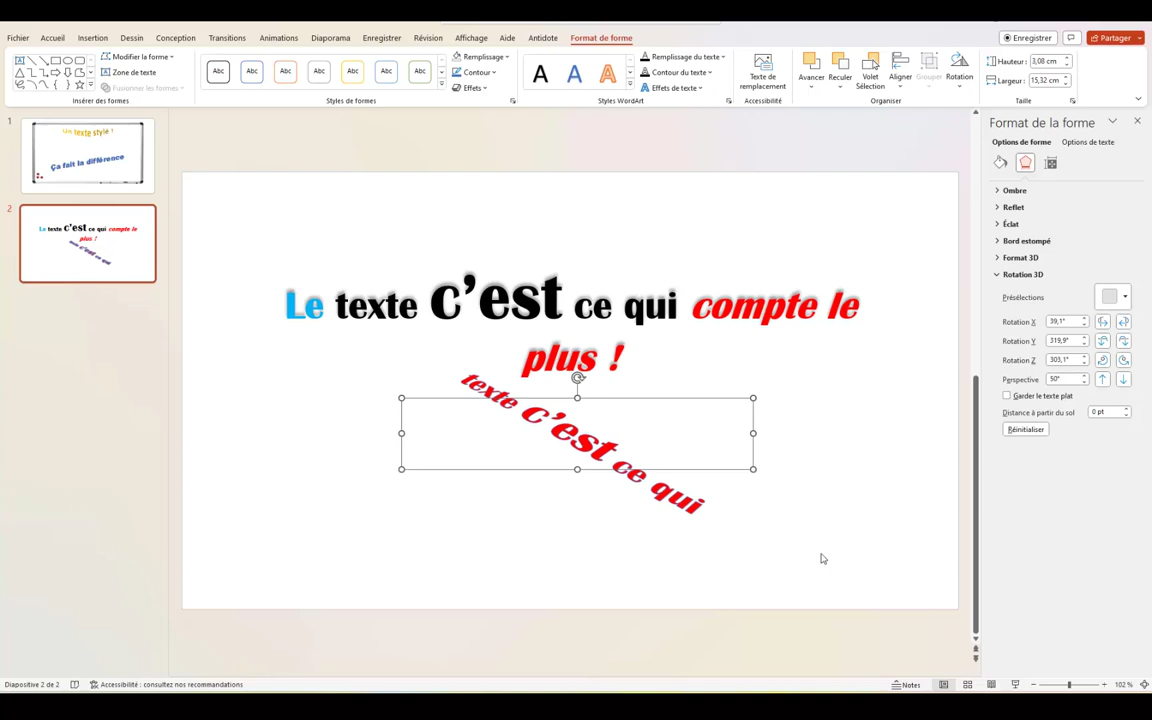 Fichier Accueil Insertion Dessin Conception Transitions Animations Diaporama Enregistrer Révision Affichage Aide Antidote Format de forme Enregistrer Partager
Modifier la forme
Zone de texte
Fusionner les formes
Insérer des formes
Abc Abc Abc Abc Abc Abc Abc
Remplissage
Contour
Effets
Styles de formes
A A A
Remplissage du texte
Contour du texte
Effets de texte
Styles WordArt
Texte de
remplacement
Accessibilité
Avancer Reculer Volet Aligner Grouper Rotation
Sélection
Organiser
Hauteur : 3,08 cm
Largeur : 15,32 cm
Taille
1
Un texte stylé !
Ça fait la différence
2
Le texte c'est ce qui compte le
plus !
texte c'est ce qui
Le texte c’est ce qui compte le
plus !
texte c’est ce qui
Format de la forme
Options de forme Options de texte
Ombre
Reflet
Éclat
Bord estompé
Format 3D
Rotation 3D
Présélections
Rotation X 39,1°
Rotation Y 319,9°
Rotation Z 303,1°
Perspective 50°
Garder le texte plat
Distance à partir du sol 0 pt
Réinitialiser
Diapositive 2 de 2 Accessibilité : consultez nos recommandations Notes 102 %